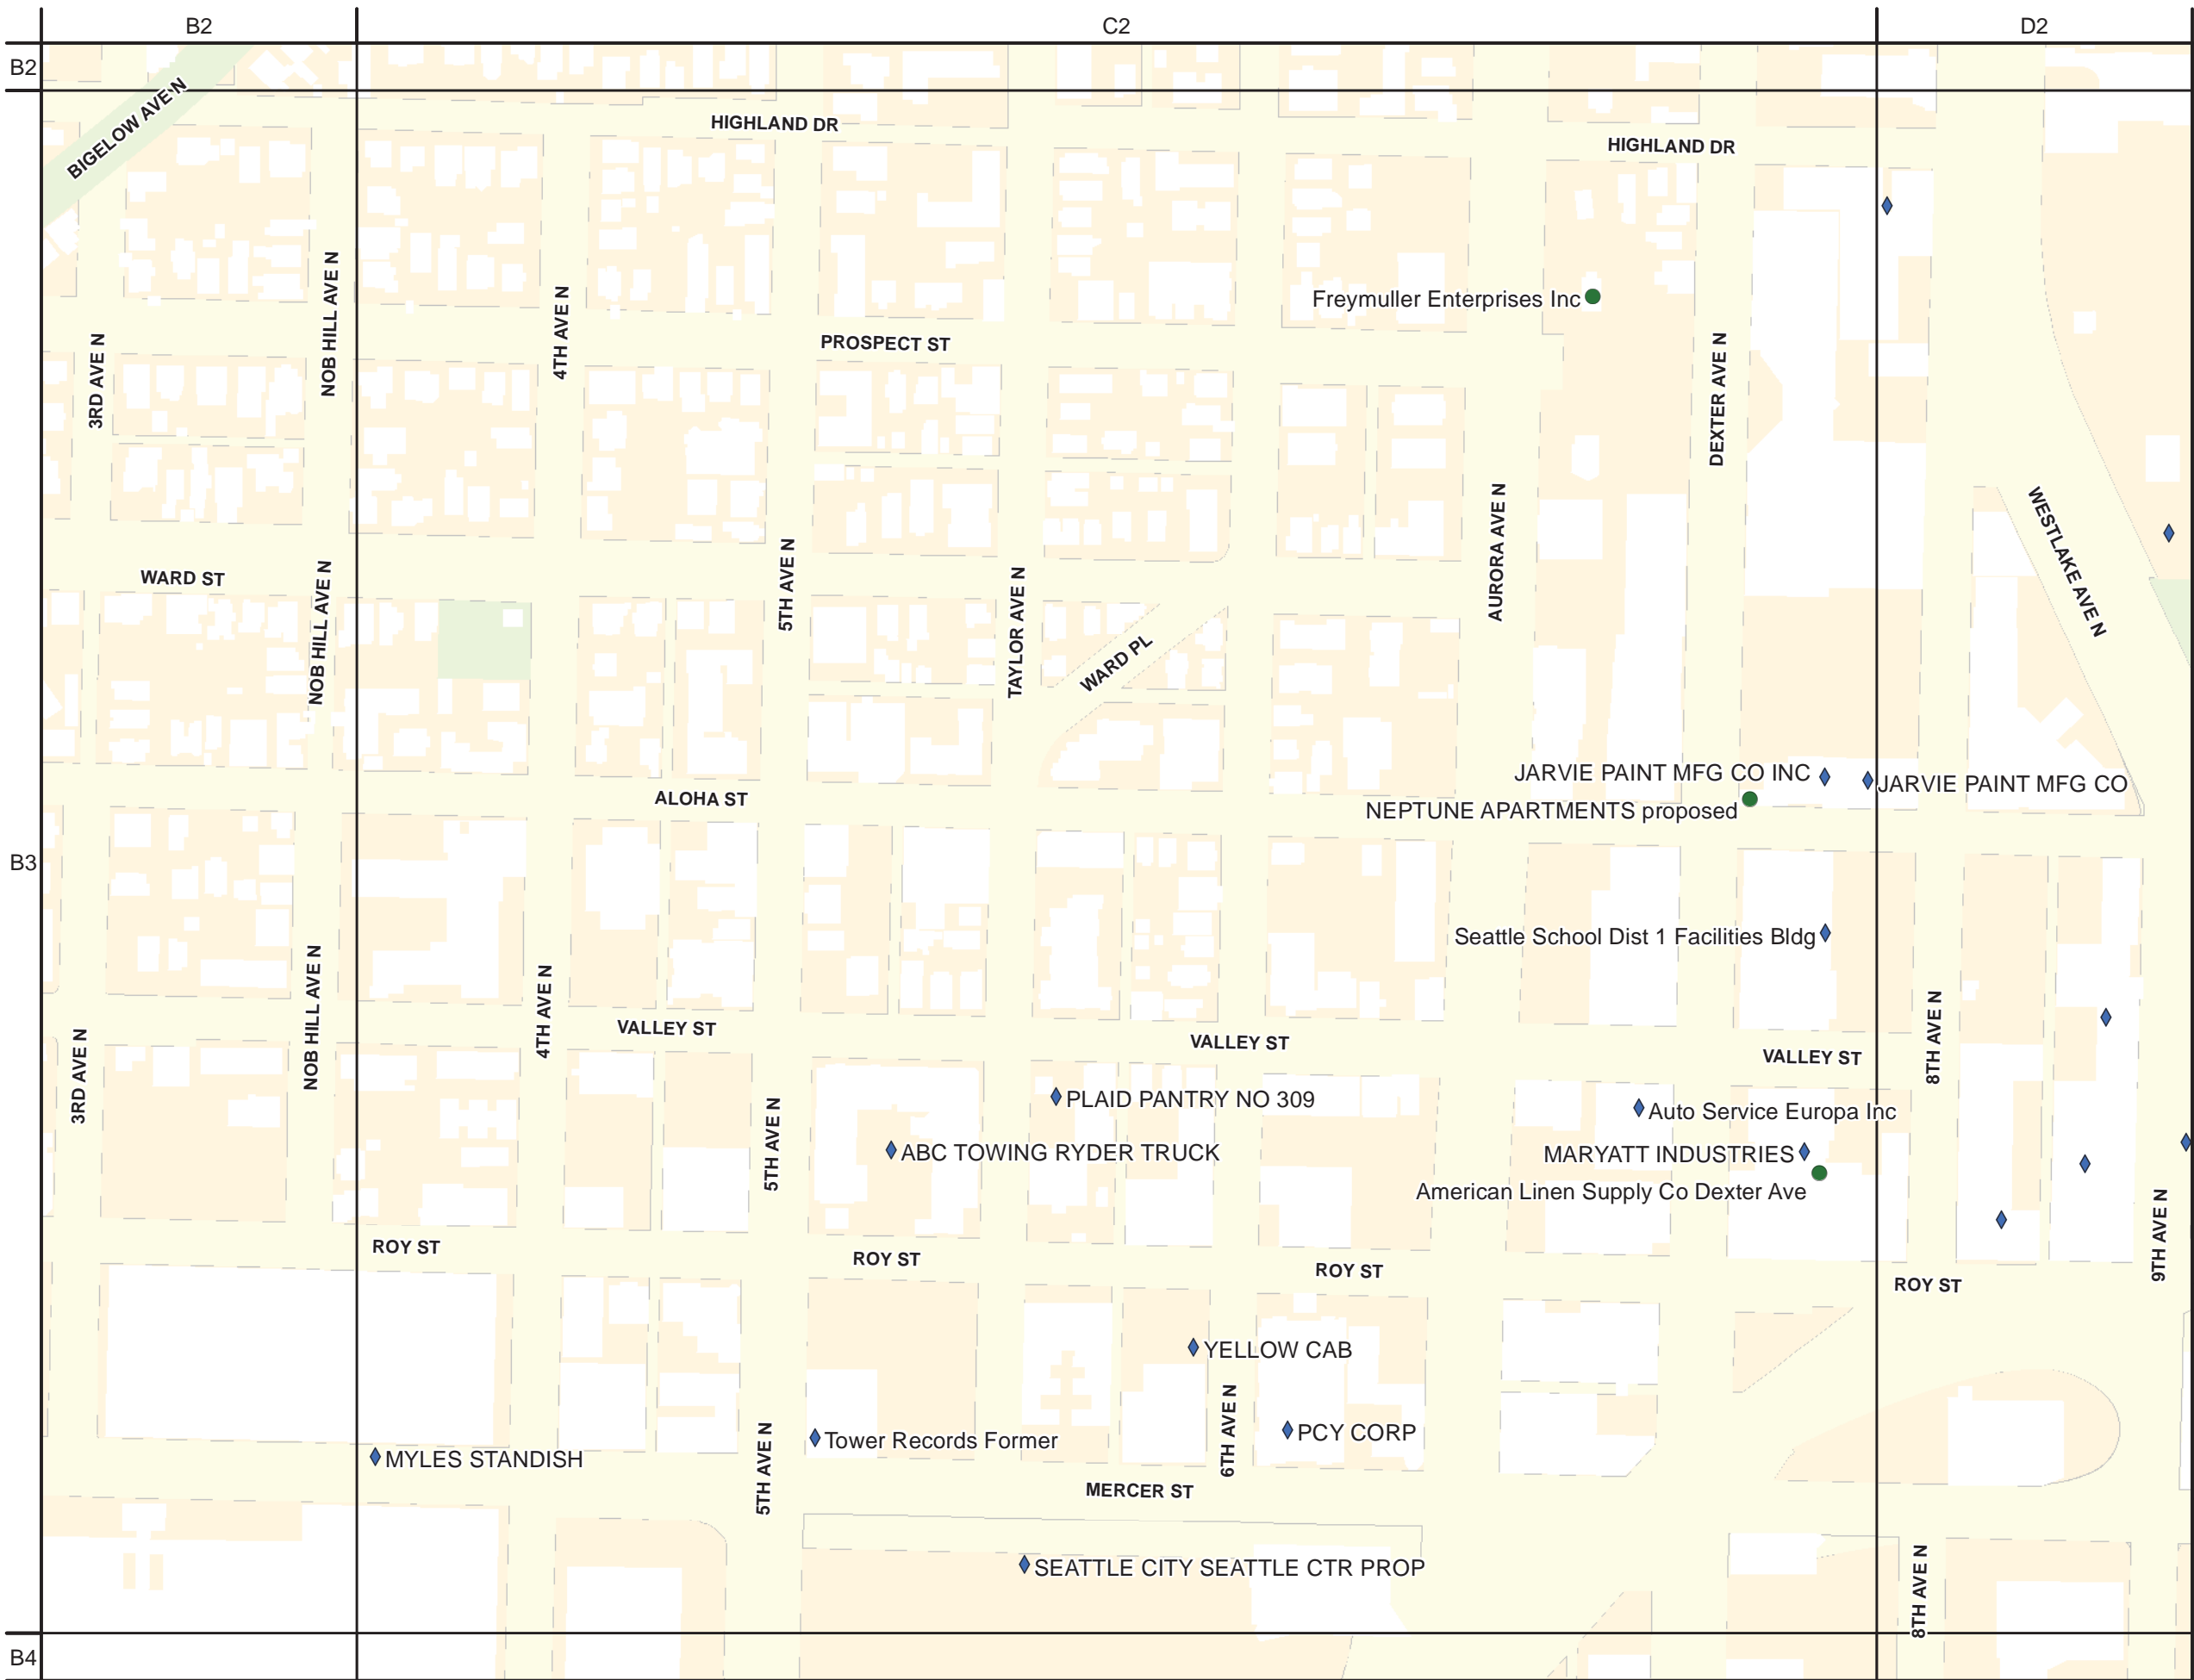 B2
C2
D2
B2
BIGELOW AVE N
HIGHLAND DR
HIGHLAND DR
NOB HILL AVE N
4TH AVE N
Freymuller Enterprises Inc
3RD AVE N
PROSPECT ST
DEXTER AVE N
AURORA AVE N
WESTLAKE AVE N
WARD ST
NOB HILL AVE N
5TH AVE N
TAYLOR AVE N
WARD PL
JARVIE PAINT MFG CO INC
JARVIE PAINT MFG CO
ALOHA ST
NEPTUNE APARTMENTS proposed
B3
Seattle School Dist 1 Facilities Bldg
NOB HILL AVE N
4TH AVE N
VALLEY ST
VALLEY ST
VALLEY ST
8TH AVE N
3RD AVE N
PLAID PANTRY NO 309
Auto Service Europa Inc
5TH AVE N
ABC TOWING RYDER TRUCK
MARYATT INDUSTRIES
American Linen Supply Co Dexter Ave
ROY ST
ROY ST
ROY ST
ROY ST
9TH AVE N
YELLOW CAB
6TH AVE N
PCY CORP
Tower Records Former
MYLES STANDISH
5TH AVE N
MERCER ST
SEATTLE CITY SEATTLE CTR PROP
8TH AVE N
B4